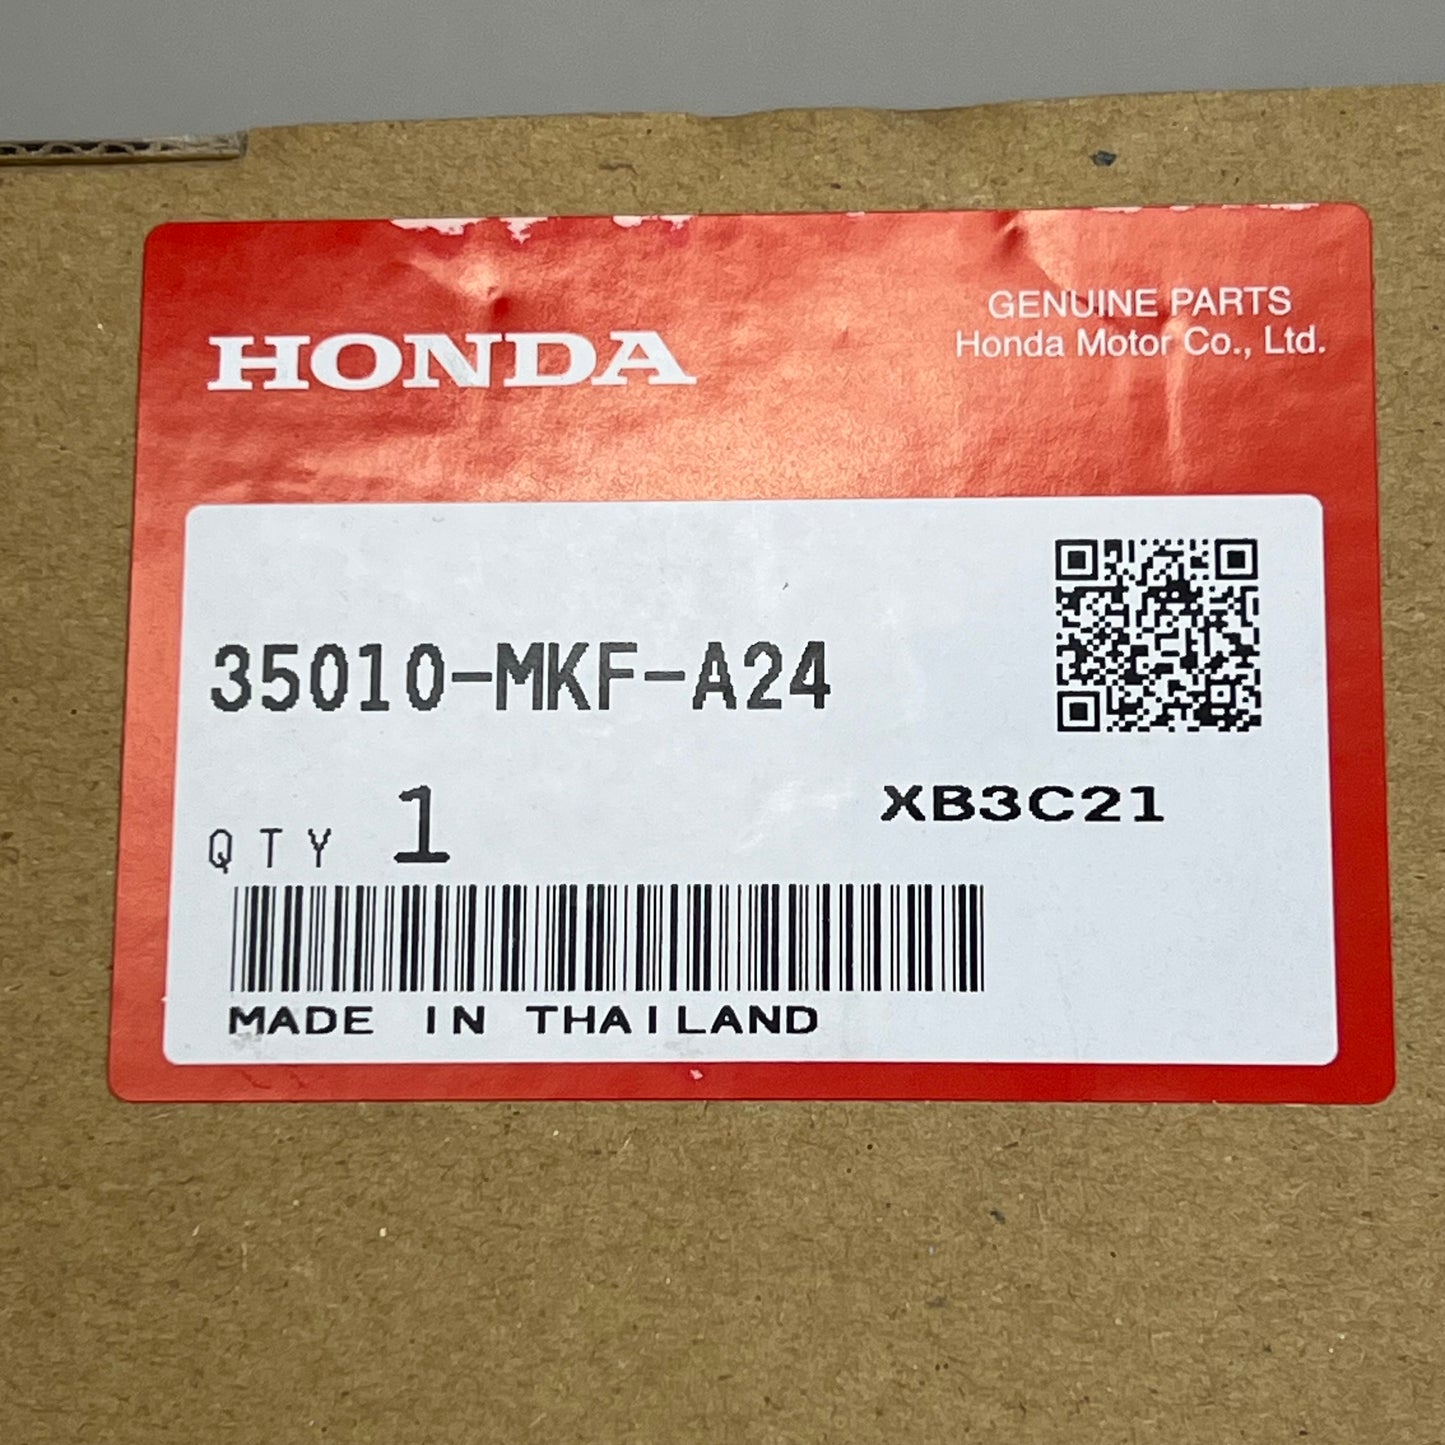 HONDA
GENUINE PARTS
Honda Motor Co., Ltd.
35010-MKF-A24
QTY 1
XB3C21
MADE IN THAILAND